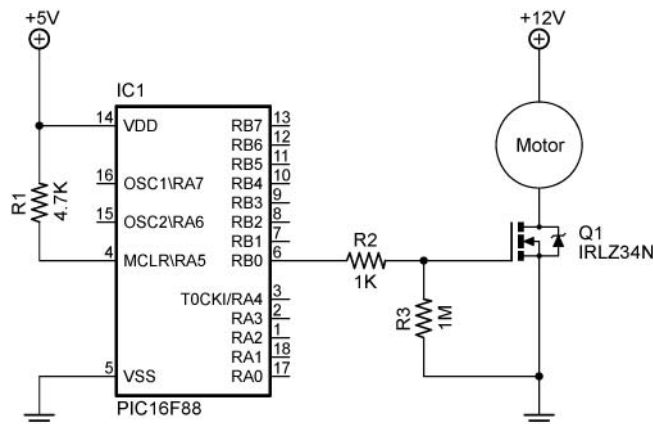 +5V
+12V
IC1
14 VDD RB7 13
RB6 12
Motor
RB5 11
16 OSC1\RA7 RB4 10
R1 4.7K
RB3 9
15 OSC2\RA6 RB2 8
RB1 7
Q1
IRLZ34N
R2
4 MCLR\RA5 RB0 6
1K
T0CKI/RA4 3
R3 1M
RA3 2
RA2 1
RA1 18
5 VSS RA0 17
PIC16F88